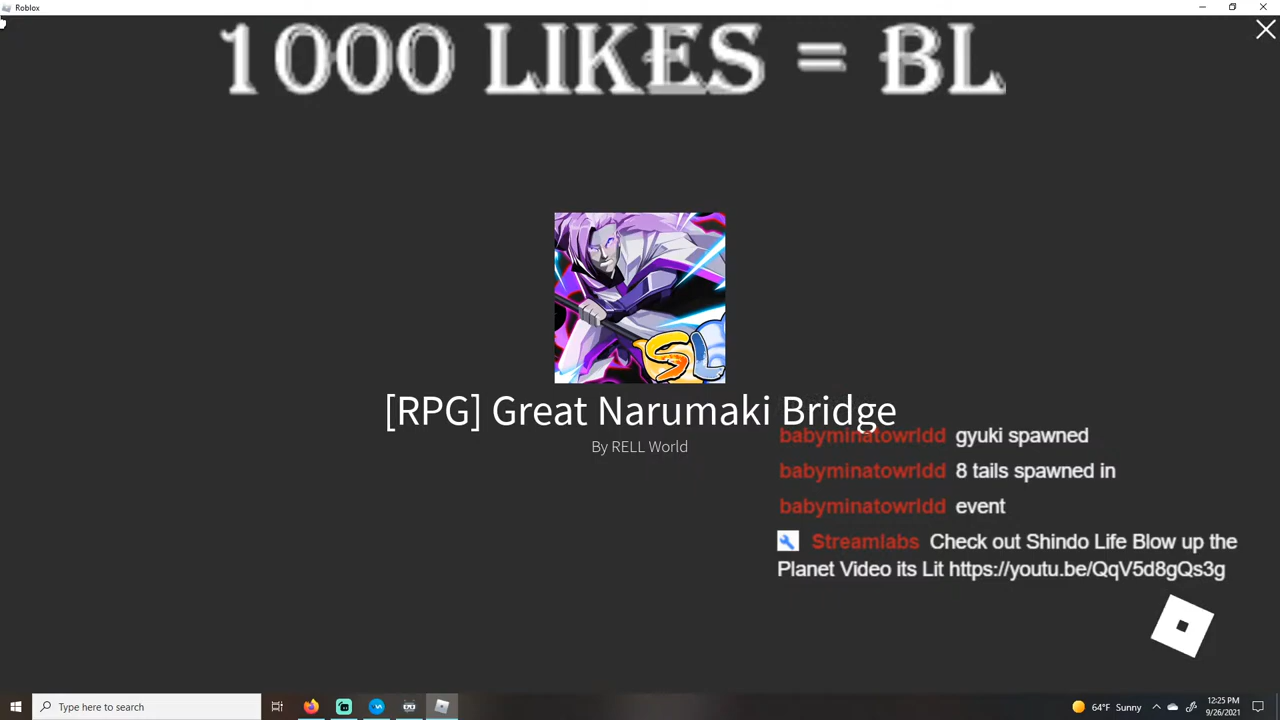 Roblox
1000 LIKES = BL
SL
[RPG] Great Narumaki Bridge
By RELL World
babyminatowrldd gyuki spawned
babyminatowrldd 8 tails spawned in
babyminatowrldd event
Streamlabs Check out Shindo Life Blow up the
Planet Video its Lit https://youtu.be/QqV5d8gQs3g
Type here to search
64°F Sunny
12:25 PM
9/26/2021